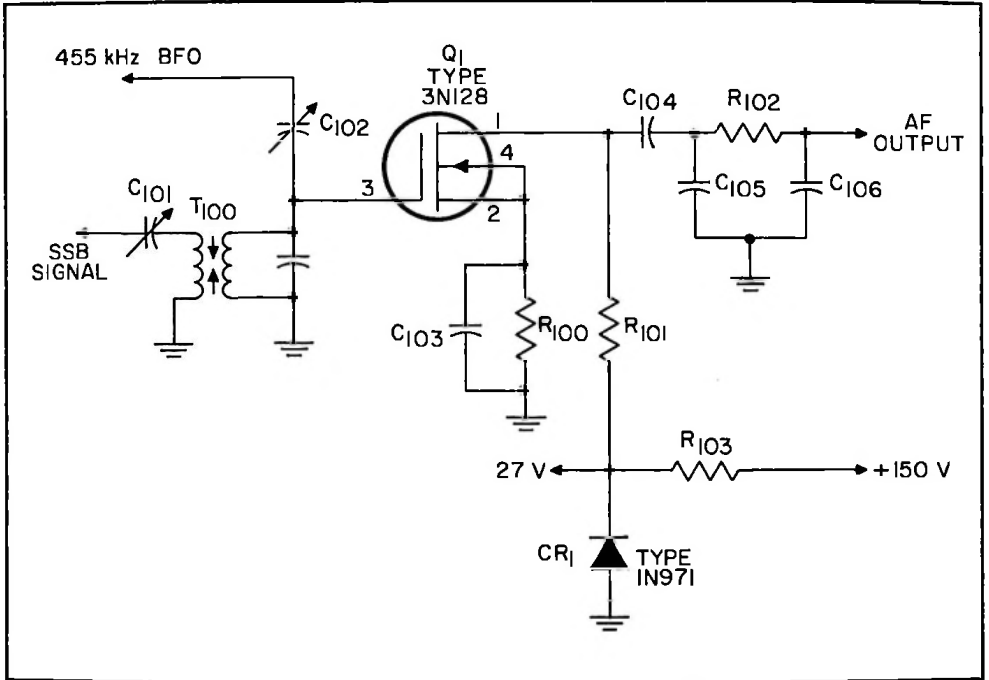 455 kHz BFO
Q1
TYPE
3N128
C102
C104
R102
AF
OUTPUT
1
4
3
2
C105
C106
C101
T100
SSB
SIGNAL
C103
R100
R101
R103
27 V
+150 V
CR1
TYPE
1N971